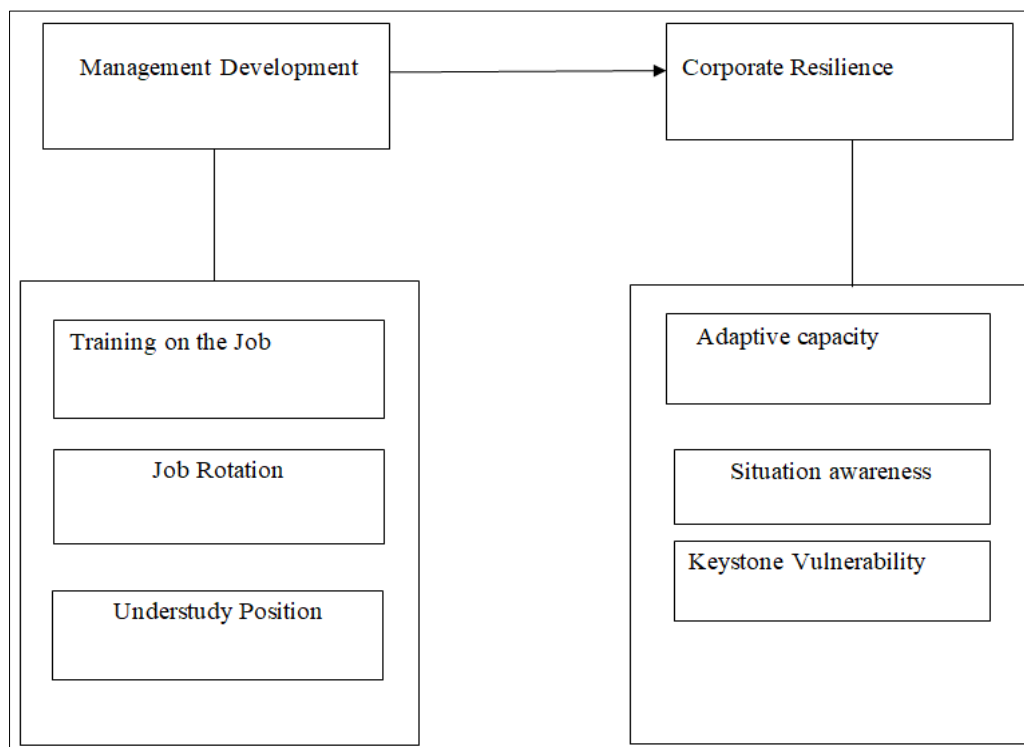 Management Development
Corporate Resilience
Training on the Job
Job Rotation
Understudy Position
Adaptive capacity
Situation awareness
Keystone Vulnerability